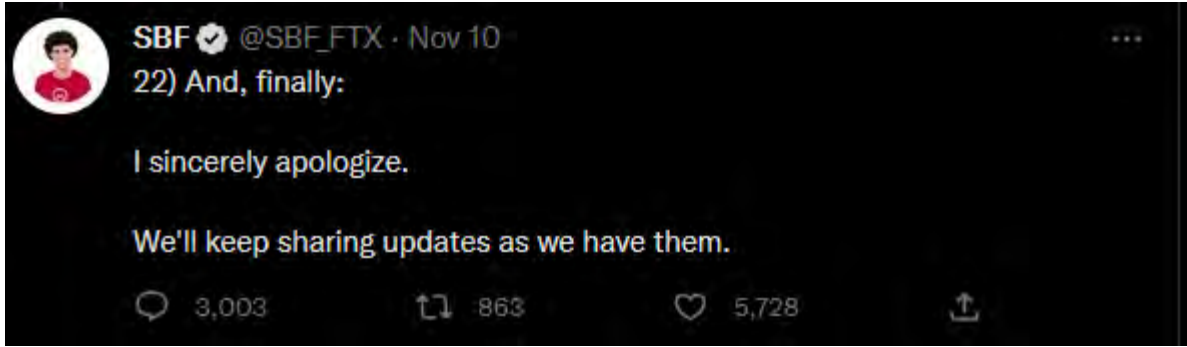 SBF @SBF_FTX · Nov 10
22) And, finally:
I sincerely apologize.
We'll keep sharing updates as we have them.
3,003 863 5,728